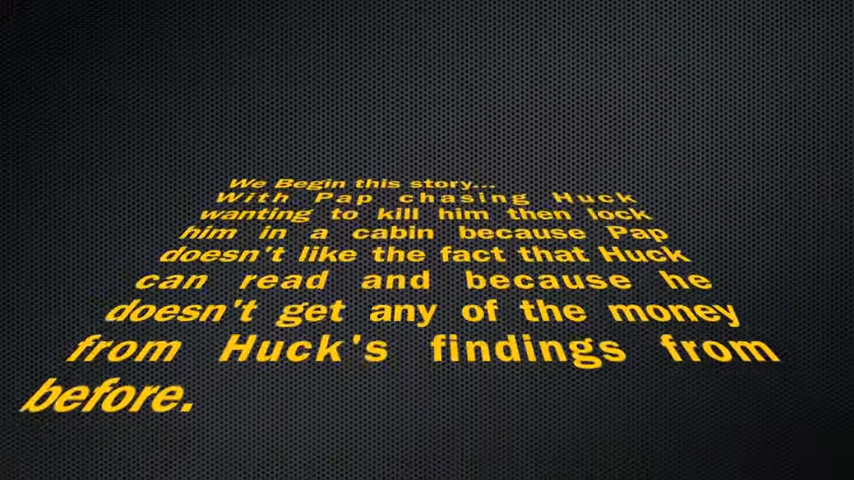 We Begin this story...
With Pap chasing Huck
wanting to kill him then lock
him in a cabin because Pap
doesn't like the fact that Huck
can read and because he
doesn't get any of the money
from Huck's findings from
before.